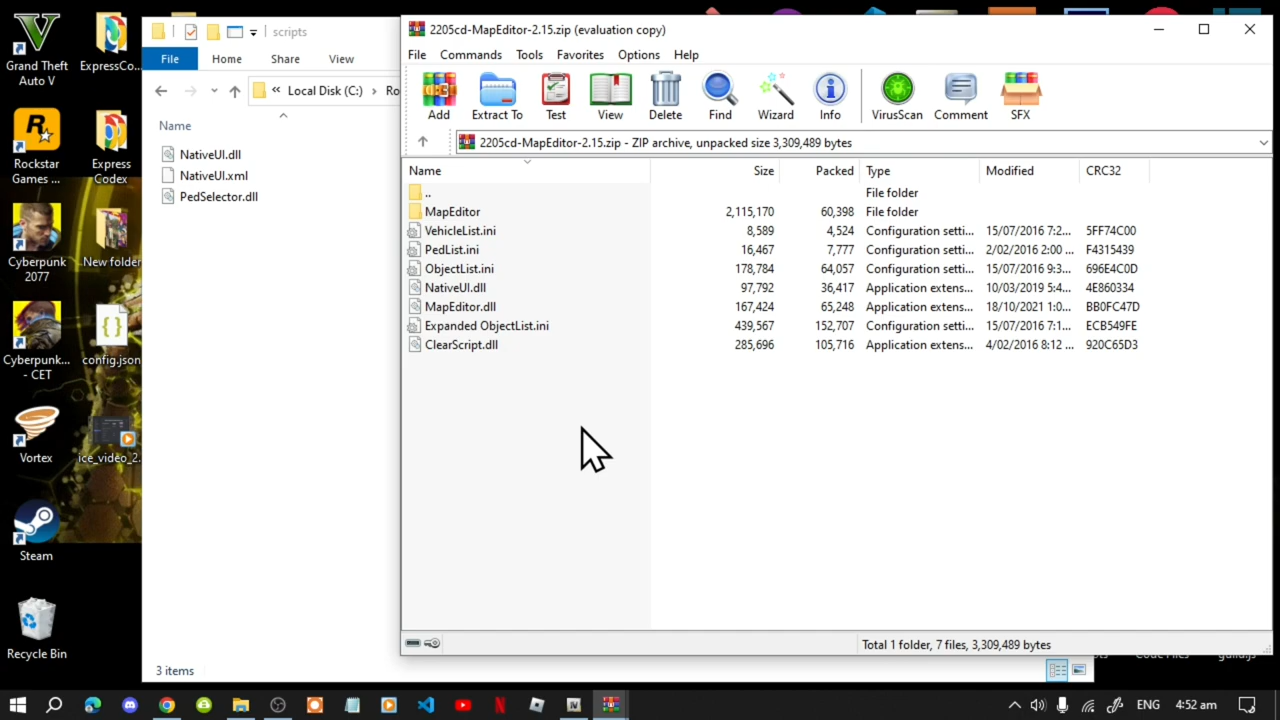 Grand Theft
Auto V
ExpressCo...
Rockstar
Games ...
Express
Codex
Cyberpunk
2077
New folder
Cyberpunk...
- CET
config.json
Vortex
ice_video_2.
Steam
Recycle Bin
scripts
File
Home
Share
View
« Local Disk (C:) › Ro
Name
NativeUI.dll
NativeUI.xml
PedSelector.dll
3 items
2205cd-MapEditor-2.15.zip (evaluation copy)
File Commands Tools Favorites Options Help
Add Extract To Test View Delete Find Wizard Info VirusScan Comment SFX
2205cd-MapEditor-2.15.zip - ZIP archive, unpacked size 3,309,489 bytes
Name Size Packed Type Modified CRC32
.. File folder
MapEditor 2,115,170 60,398 File folder
VehicleList.ini 8,589 4,524 Configuration setti... 15/07/2016 7:2... 5FF74C00
PedList.ini 16,467 7,777 Configuration setti... 2/02/2016 2:00 ... F4315439
ObjectList.ini 178,784 64,057 Configuration setti... 15/07/2016 9:3... 696E4C0D
NativeUI.dll 97,792 36,417 Application extens... 10/03/2019 5:4... 4E860334
MapEditor.dll 167,424 65,248 Application extens... 18/10/2021 1:0... BB0FC47D
Expanded ObjectList.ini 439,567 152,707 Configuration setti... 15/07/2016 7:1... ECB549FE
ClearScript.dll 285,696 105,716 Application extens... 4/02/2016 8:12 ... 920C65D3
Total 1 folder, 7 files, 3,309,489 bytes
ENG 4:52 am